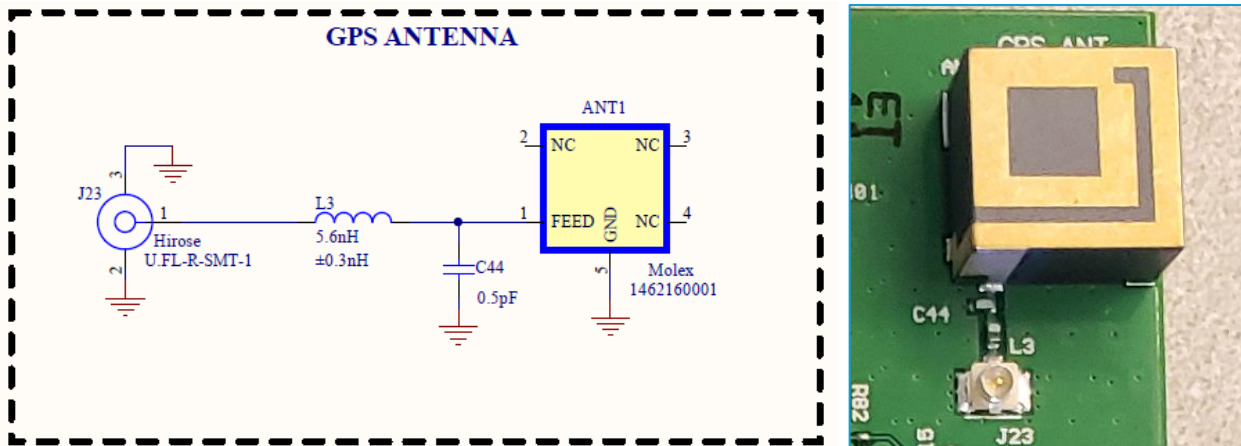 GPS ANTENNA
ANT1
2
NC
NC
3
J23
3
1
L3
5.6nH
±0.3nH
1
FEED
GND
NC
4
Hirose
U.FL-R-SMT-1
2
C44
0.5pF
5
Molex
1462160001
GPS ANT
C44
L3
R82
J23